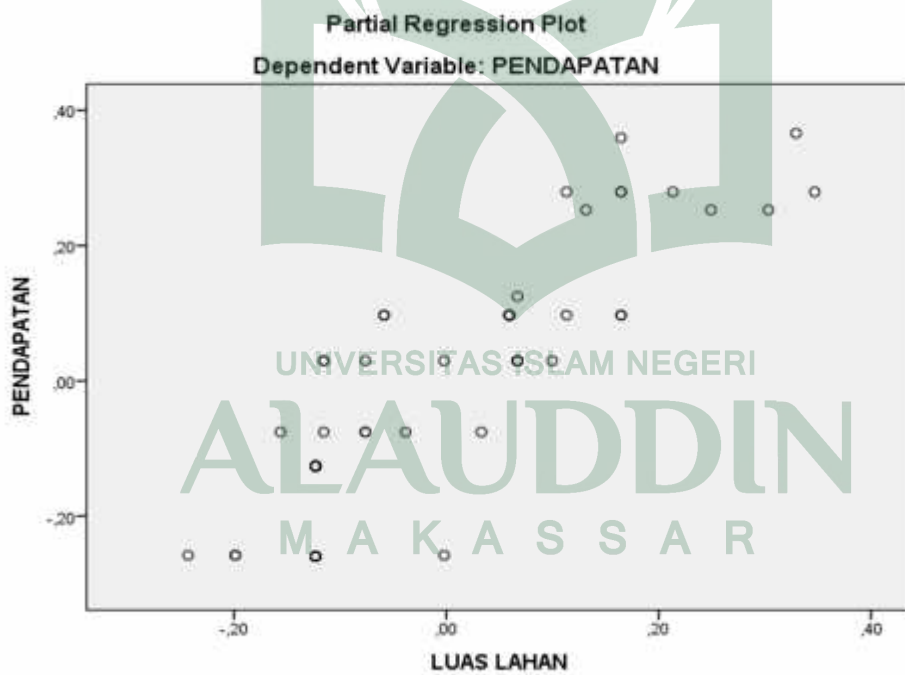 Partial Regression Plot
Dependent Variable: PENDAPATAN
PENDAPATAN
,40
,20
,00
-,20
-,20
,00
,20
,40
LUAS LAHAN
UNIVERSITAS ISLAM NEGERI
ALAUDDIN
MAKASSAR